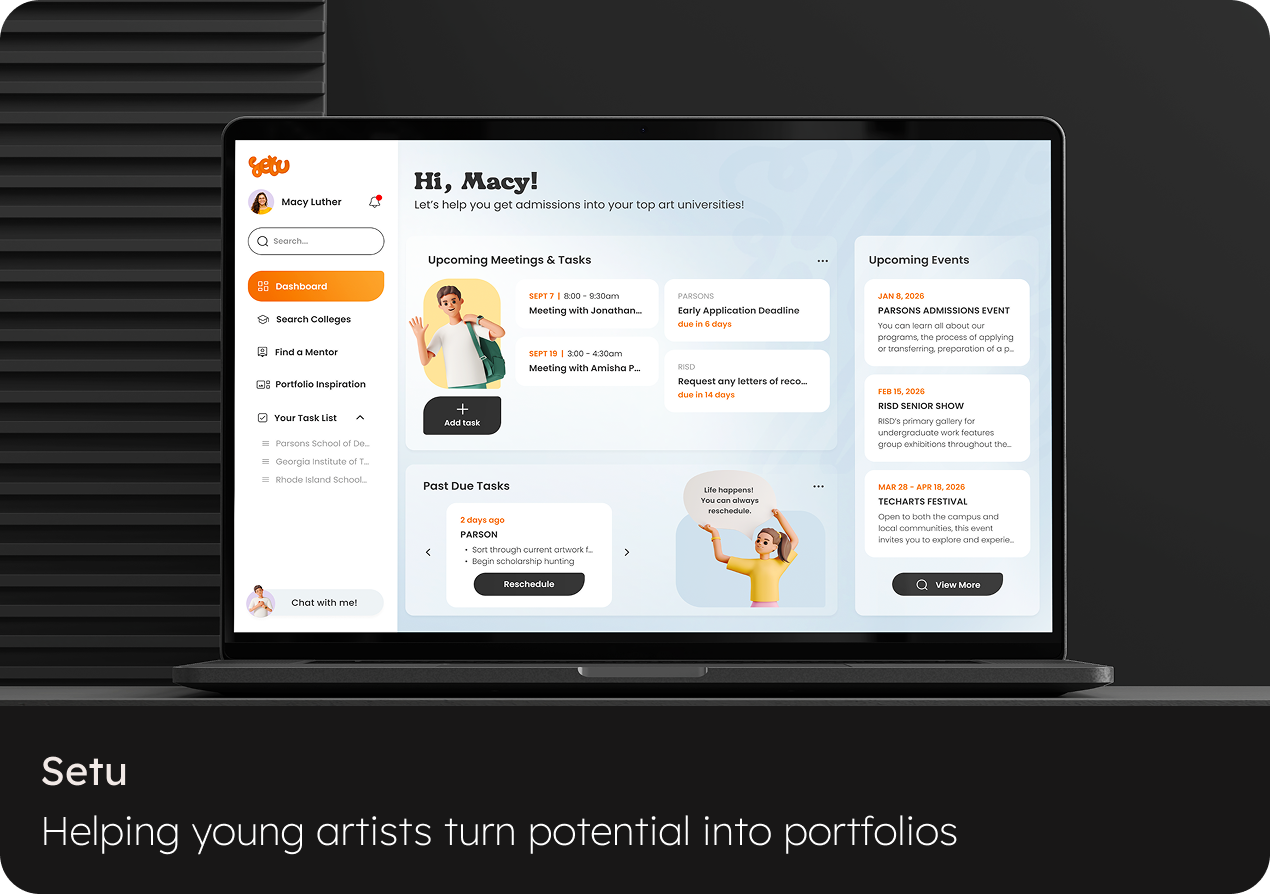 setu
Macy Luther
Search...
Dashboard
Search Colleges
Find a Mentor
Portfolio Inspiration
Your Task List
Parsons School of De...
Georgia Institute of T...
Rhode Island School...
Chat with me!
Hi, Macy!
Let's help you get admissions into your top art universities!
Upcoming Meetings & Tasks
SEPT 7 | 8:00 - 9:30am
Meeting with Jonathan...
SEPT 19 | 3:00 - 4:30am
Meeting with Amisha P...
Add task
PARSONS
Early Application Deadline
due in 6 days
RISD
Request any letters of reco...
due in 14 days
Past Due Tasks
2 days ago
PARSON
• Sort through current artwork f...
• Begin scholarship hunting
Reschedule
Life happens!
You can always
reschedule.
Upcoming Events
JAN 8, 2026
PARSONS ADMISSIONS EVENT
You can learn all about our
programs, the process of applying
or transferring, preparation of a p...
FEB 15, 2026
RISD SENIOR SHOW
RISD's primary gallery for
undergraduate work features
group exhibitions throughout the...
MAR 28 - APR 18, 2026
TECHARTS FESTIVAL
Open to both the campus and
local communities, this event
invites you to explore and experie...
View More
Setu
Helping young artists turn potential into portfolios